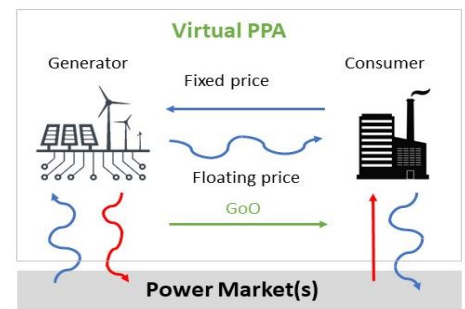 Virtual PPA
Generator
Consumer
Fixed price
Floating price
GoO
Power Market(s)